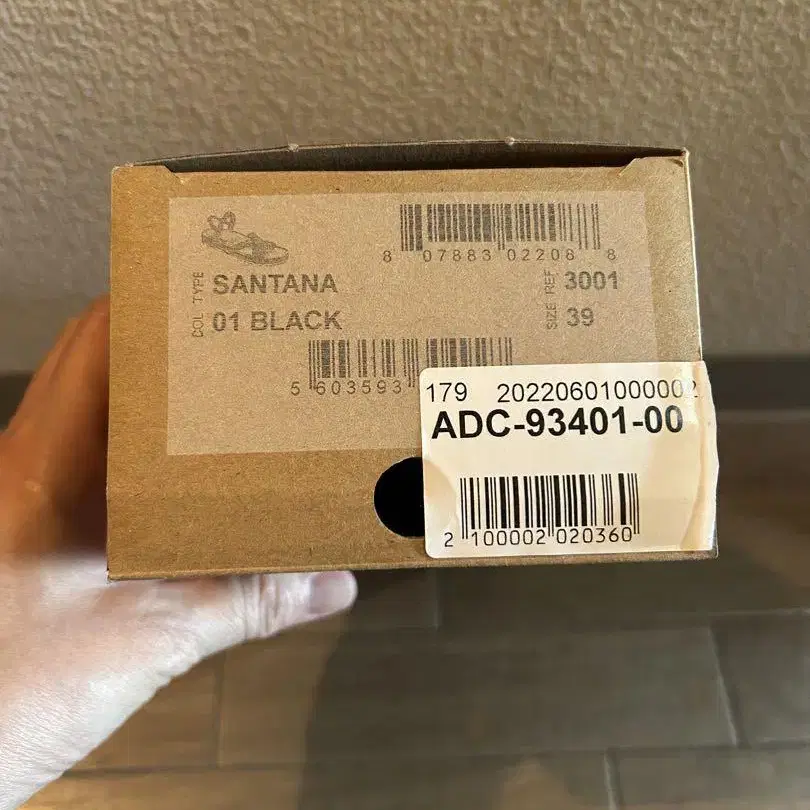 8 07883 02208 8
TYPE SANTANA
REF 3001
COL 01 BLACK
SIZE 39
5 603593
179 20220601000002
ADC-93401-00
2 100002 020360